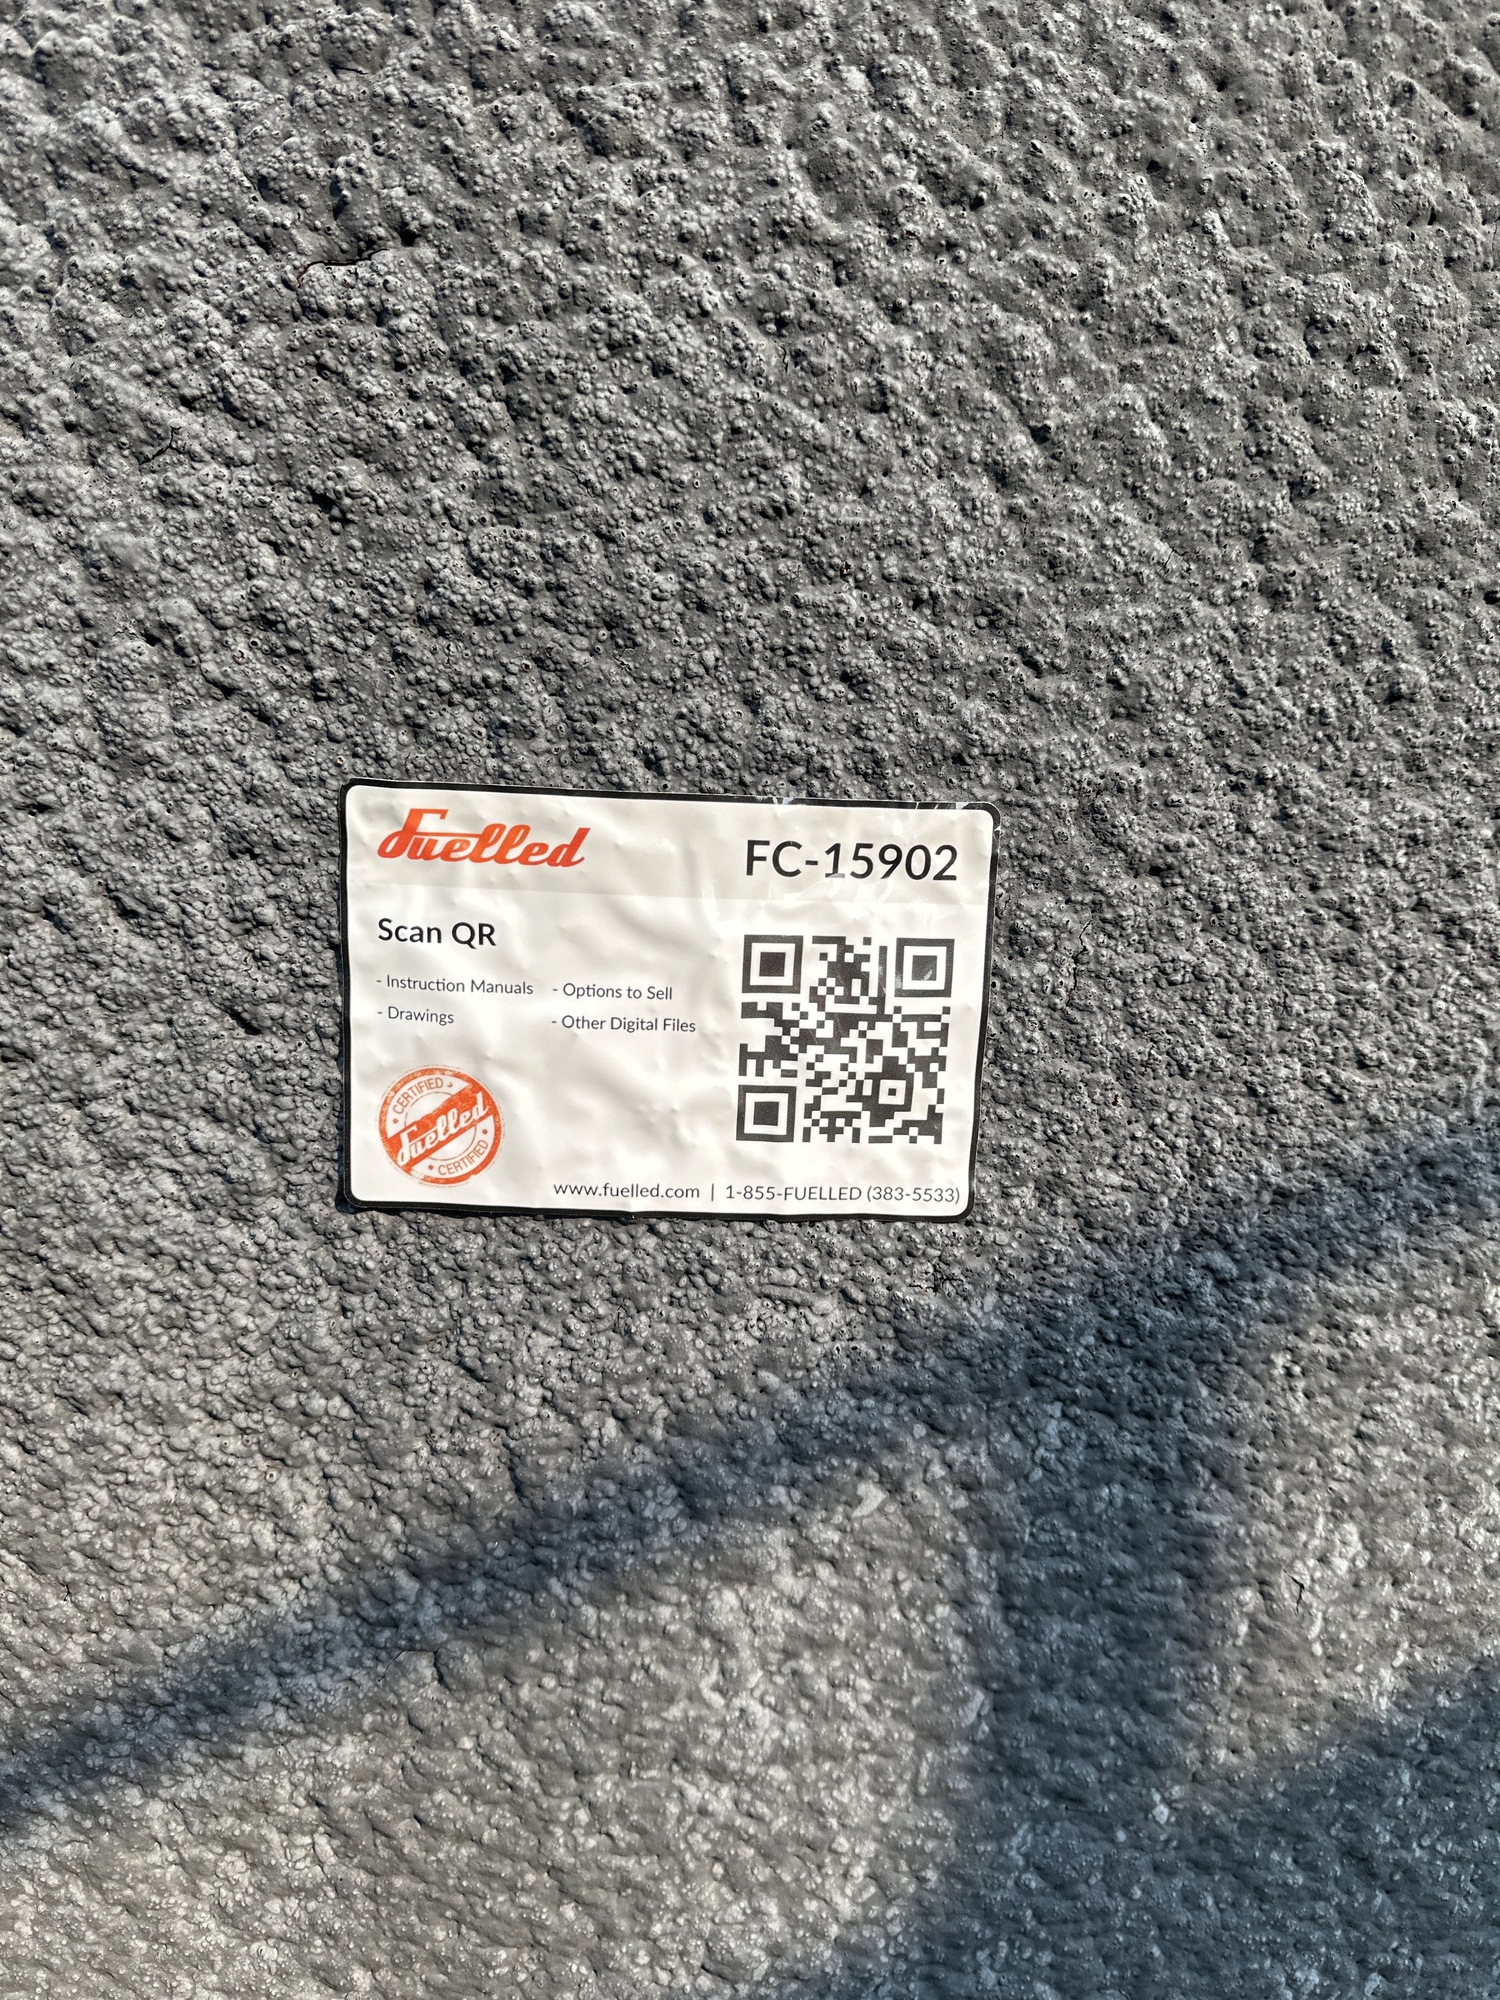 Fuelled
FC-15902
Scan QR
- Instruction Manuals
- Options to Sell
- Drawings
- Other Digital Files
CERTIFIED
Fuelled
CERTIFIED
www.fuelled.com | 1-855-FUELLED (383-5533)